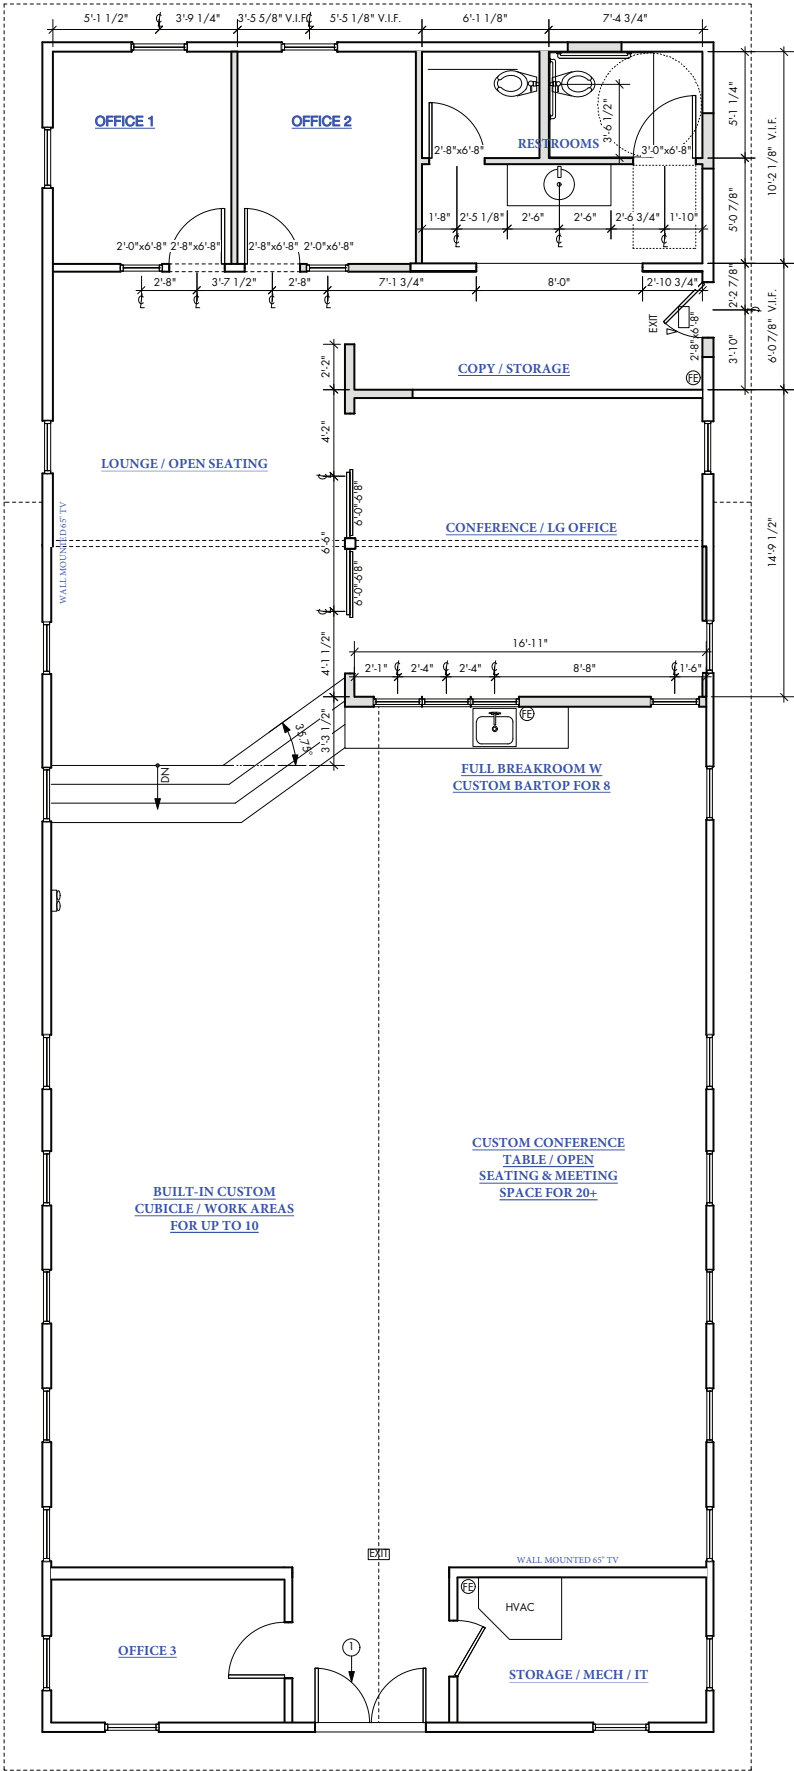 5'-1 1/2"
℄
3'-9 1/4"
3'-5 5/8" V.I.F.
℄
5'-5 1/8" V.I.F.
6'-1 1/8"
7'-4 3/4"
OFFICE 1
OFFICE 2
RESTROOMS
3'-6 1/2"
5'-1 1/4"
10'-2 1/8" V.I.F.
2'-8"x6'-8"
3'-0"x6'-8"
5'-0 7/8"
1'-8"
2'-5 1/8"
2'-6"
2'-6"
2'-6 3/4"
1'-10"
℄
℄
℄
2'-0"x6'-8"
2'-8"x6'-8"
2'-8"x6'-8"
2'-0"x6'-8"
2'-8"
3'-7 1/2"
2'-8"
7'-1 3/4"
8'-0"
2'-10 3/4"
℄
℄
℄
℄
2'-2 7/8"
6'-0 7/8" V.I.F.
EXIT
2'-8"x6'-8"
℄
3'-10"
2'-2"
COPY / STORAGE
FE
4'-2"
LOUNGE / OPEN SEATING
℄
6'-0"-6'-8"
WALL MOUNTED 65" TV
CONFERENCE / LG OFFICE
14'-9 1/2"
6'-6"
6'-0"-6'-8"
℄
4'-1 1/2"
16'-11"
2'-1"
℄
2'-4"
℄
2'-4"
℄
8'-8"
℄
1'-6"
3'-3 1/2"
35.75°
FE
DN
FULL BREAKROOM W
CUSTOM BARTOP FOR 8
CUSTOM CONFERENCE
TABLE / OPEN
SEATING & MEETING
SPACE FOR 20+
BUILT-IN CUSTOM
CUBICLE / WORK AREAS
FOR UP TO 10
EXIT
WALL MOUNTED 65" TV
FE
HVAC
OFFICE 3
1
STORAGE / MECH / IT